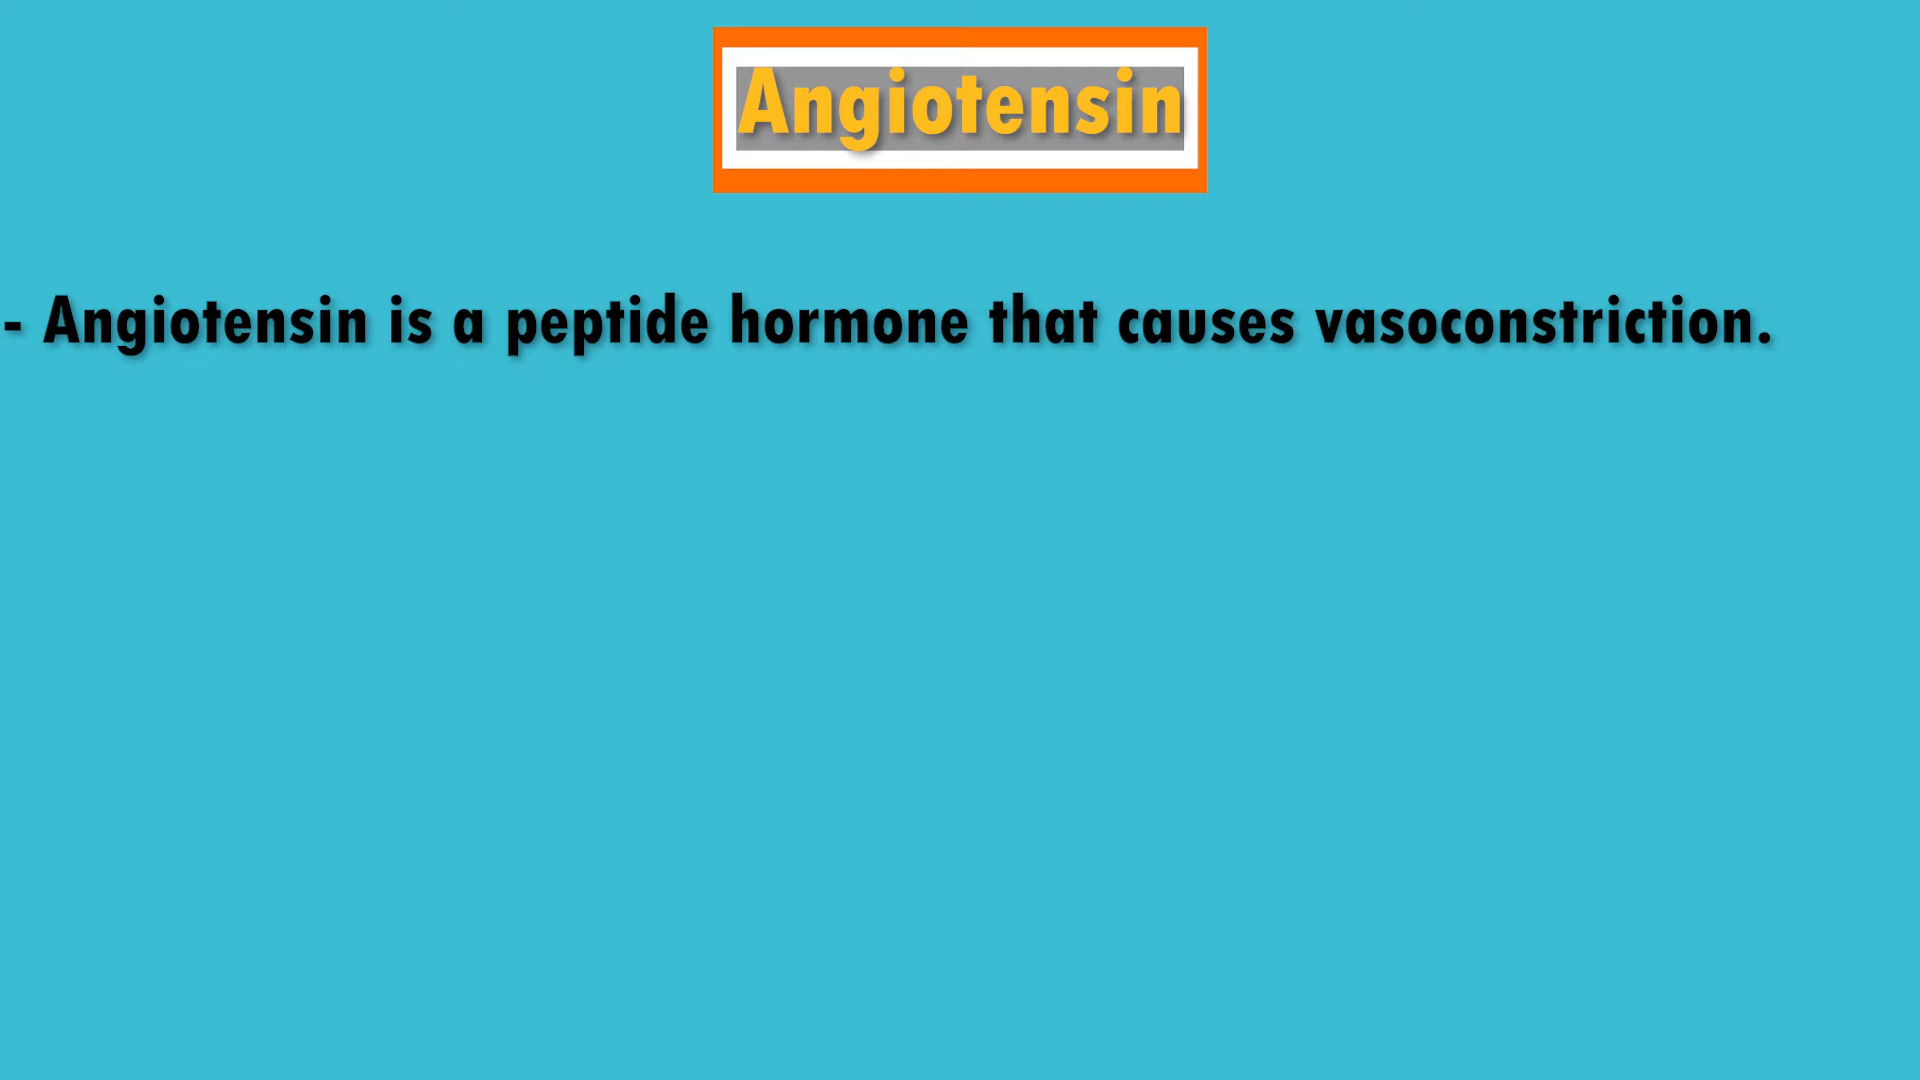 Angiotensin
- Angiotensin is a peptide hormone that causes vasoconstriction.